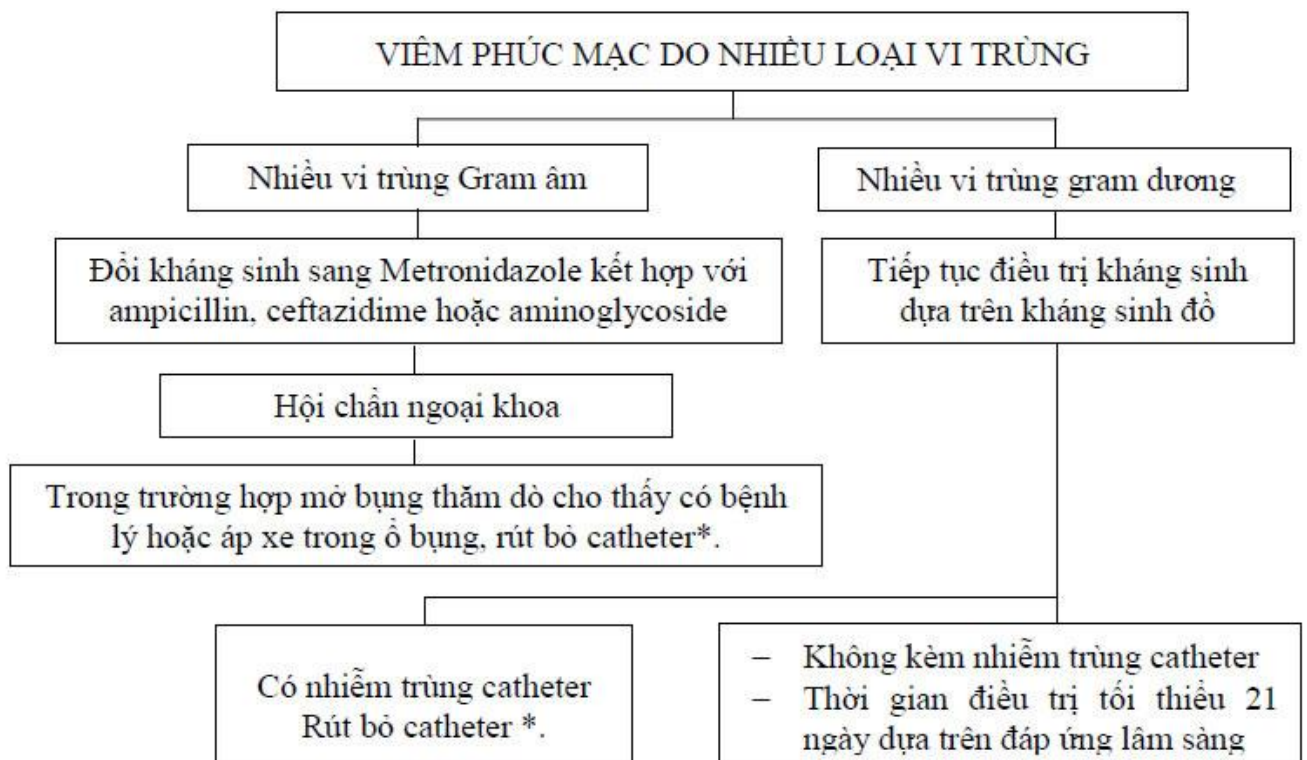 VIÊM PHÚC MẠC DO NHIỀU LOẠI VI TRÙNG
Nhiều vi trùng Gram âm
Đổi kháng sinh sang Metronidazole kết hợp với
ampicillin, ceftazidime hoặc aminoglycoside
Hội chẩn ngoại khoa
Trong trường hợp mở bụng thăm dò cho thấy có bệnh
lý hoặc áp xe trong ổ bụng, rút bỏ catheter*.
Nhiều vi trùng gram dương
Tiếp tục điều trị kháng sinh
dựa trên kháng sinh đồ
Có nhiễm trùng catheter
Rút bỏ catheter *.
– Không kèm nhiễm trùng catheter
– Thời gian điều trị tối thiểu 21
ngày dựa trên đáp ứng lâm sàng